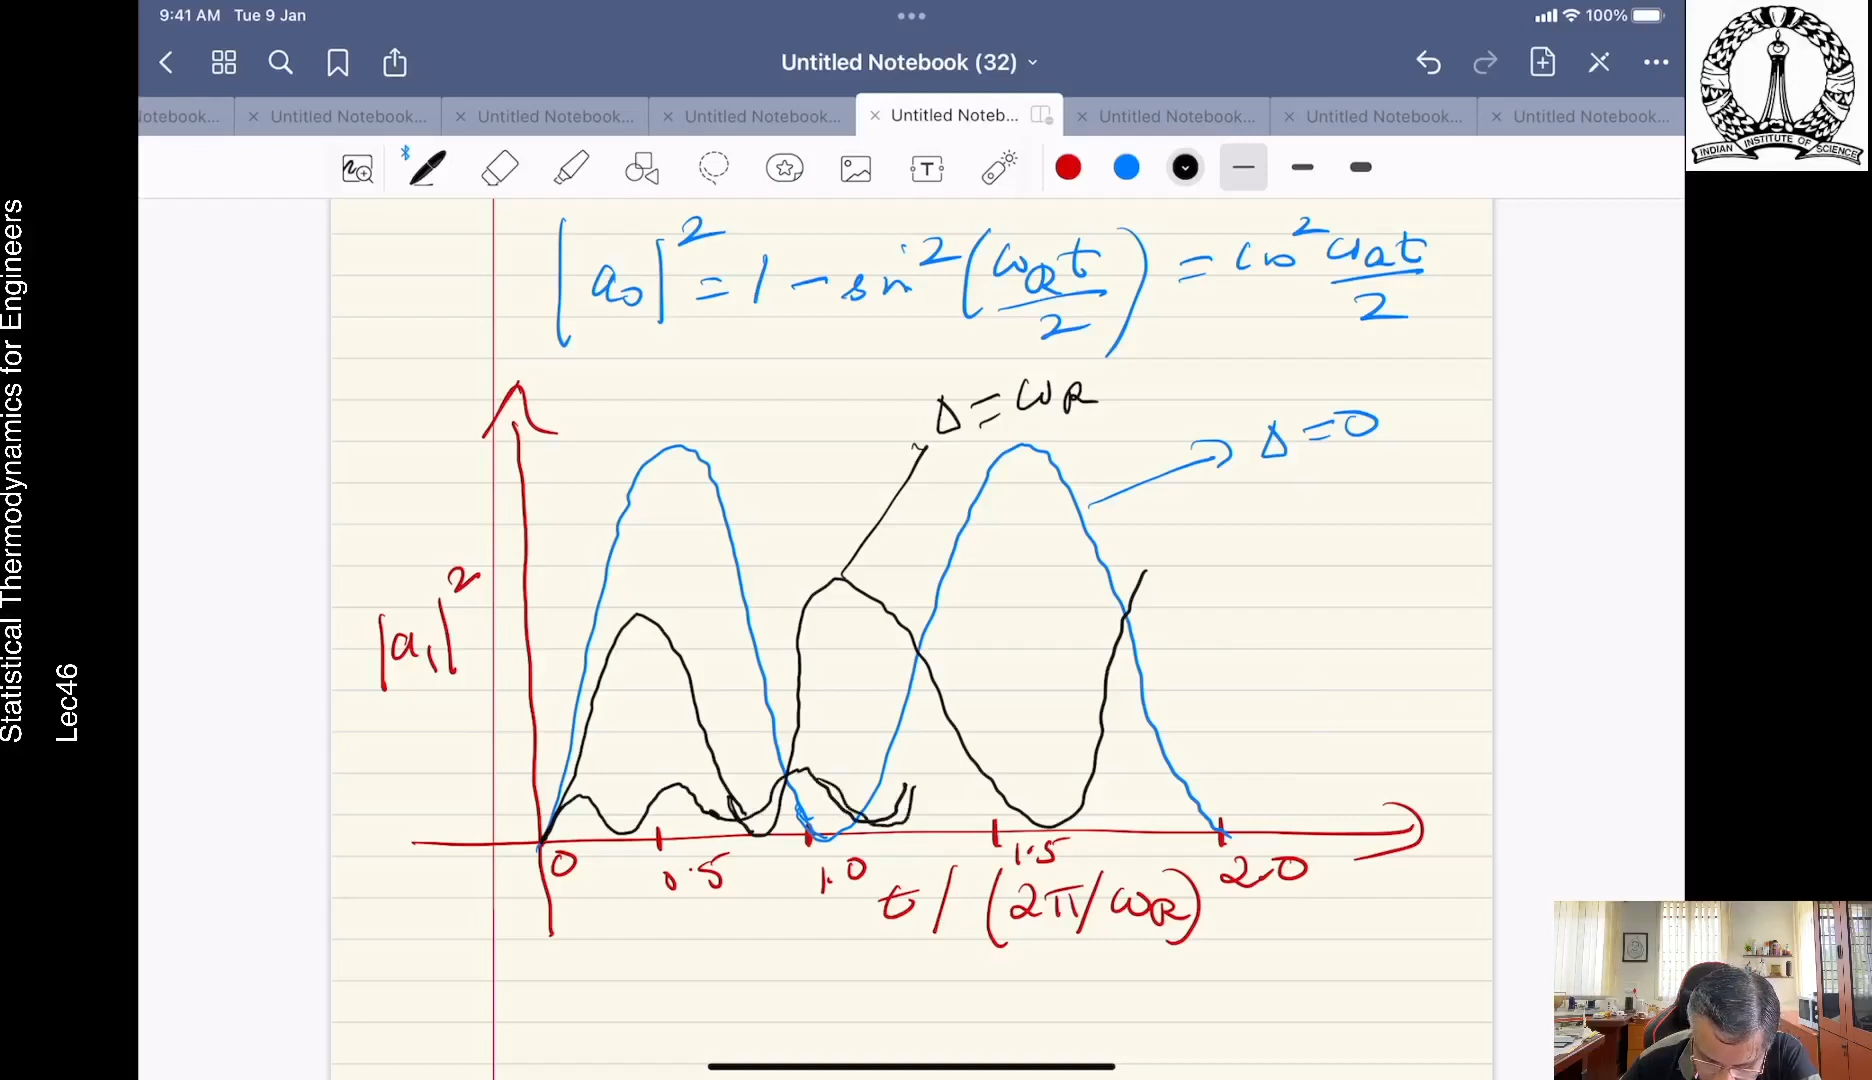 9:41 AM Tue 9 Jan
100%
Untitled Notebook (32)
otebook...
Untitled Notebook...
Untitled Notebook...
Untitled Notebook...
Untitled Noteb...
Untitled Notebook...
Untitled Notebook...
Untitled Notebook...
INDIAN INSTITUTE OF SCIENCE
Statistical Thermodynamics for Engineers
Lec46
|a₀|² = 1 − sin²(ω_R t/2) = cos² ω_R t/2
Δ = ω_R
Δ = 0
|a₁|²
0 0.5 1.0 1.5 2.0
t / (2π/ω_R)